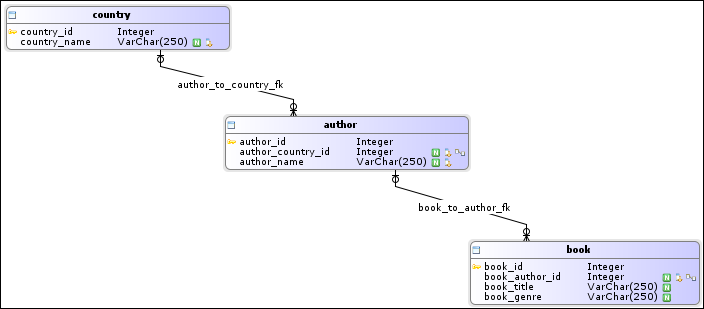 country
country_id Integer
country_name VarChar(250) N
author_to_country_fk
author
author_id Integer
author_country_id Integer N
author_name VarChar(250) N
book_to_author_fk
book
book_id Integer
book_author_id Integer N
book_title VarChar(250) N
book_genre VarChar(250) N